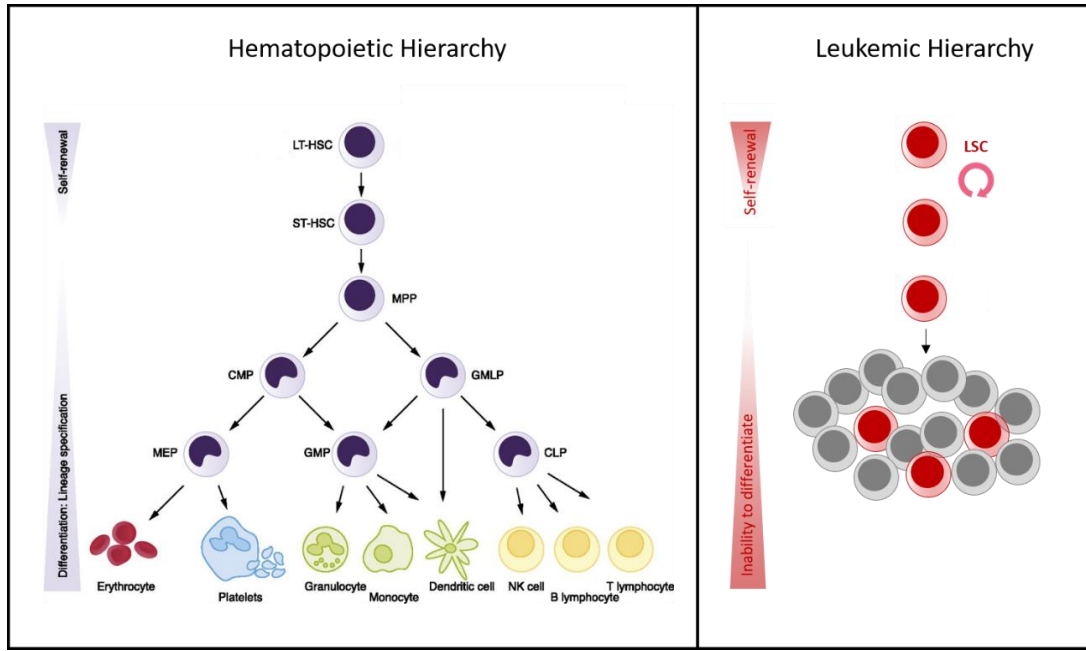 Hematopoietic Hierarchy
Self-renewal
Differentiation: Lineage specification
LT-HSC
ST-HSC
MPP
CMP
GMLP
MEP
GMP
CLP
Erythrocyte
Platelets
Granulocyte
Monocyte
Dendritic cell
NK cell
B lymphocyte
T lymphocyte
Leukemic Hierarchy
Self-renewal
LSC
Inability to differentiate